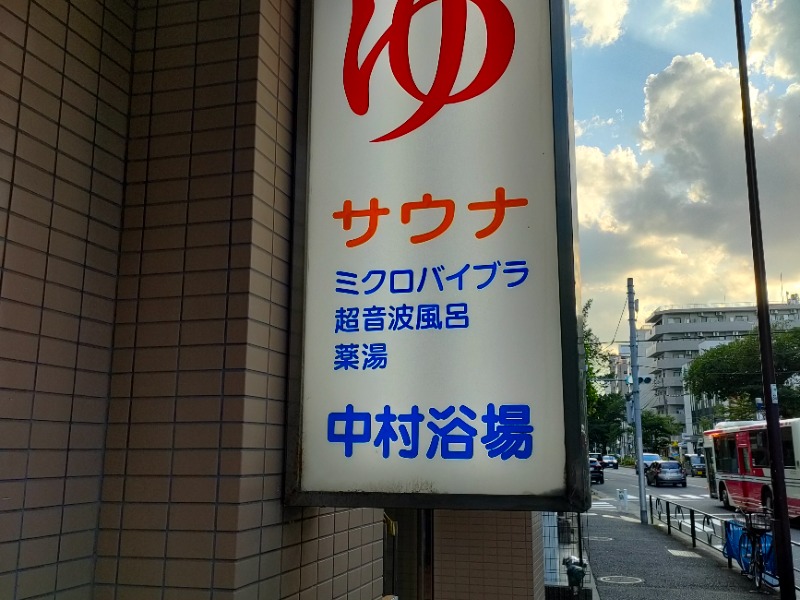 ゆ
サウナ
ミクロバイブラ
超音波風呂
薬湯
中村浴場